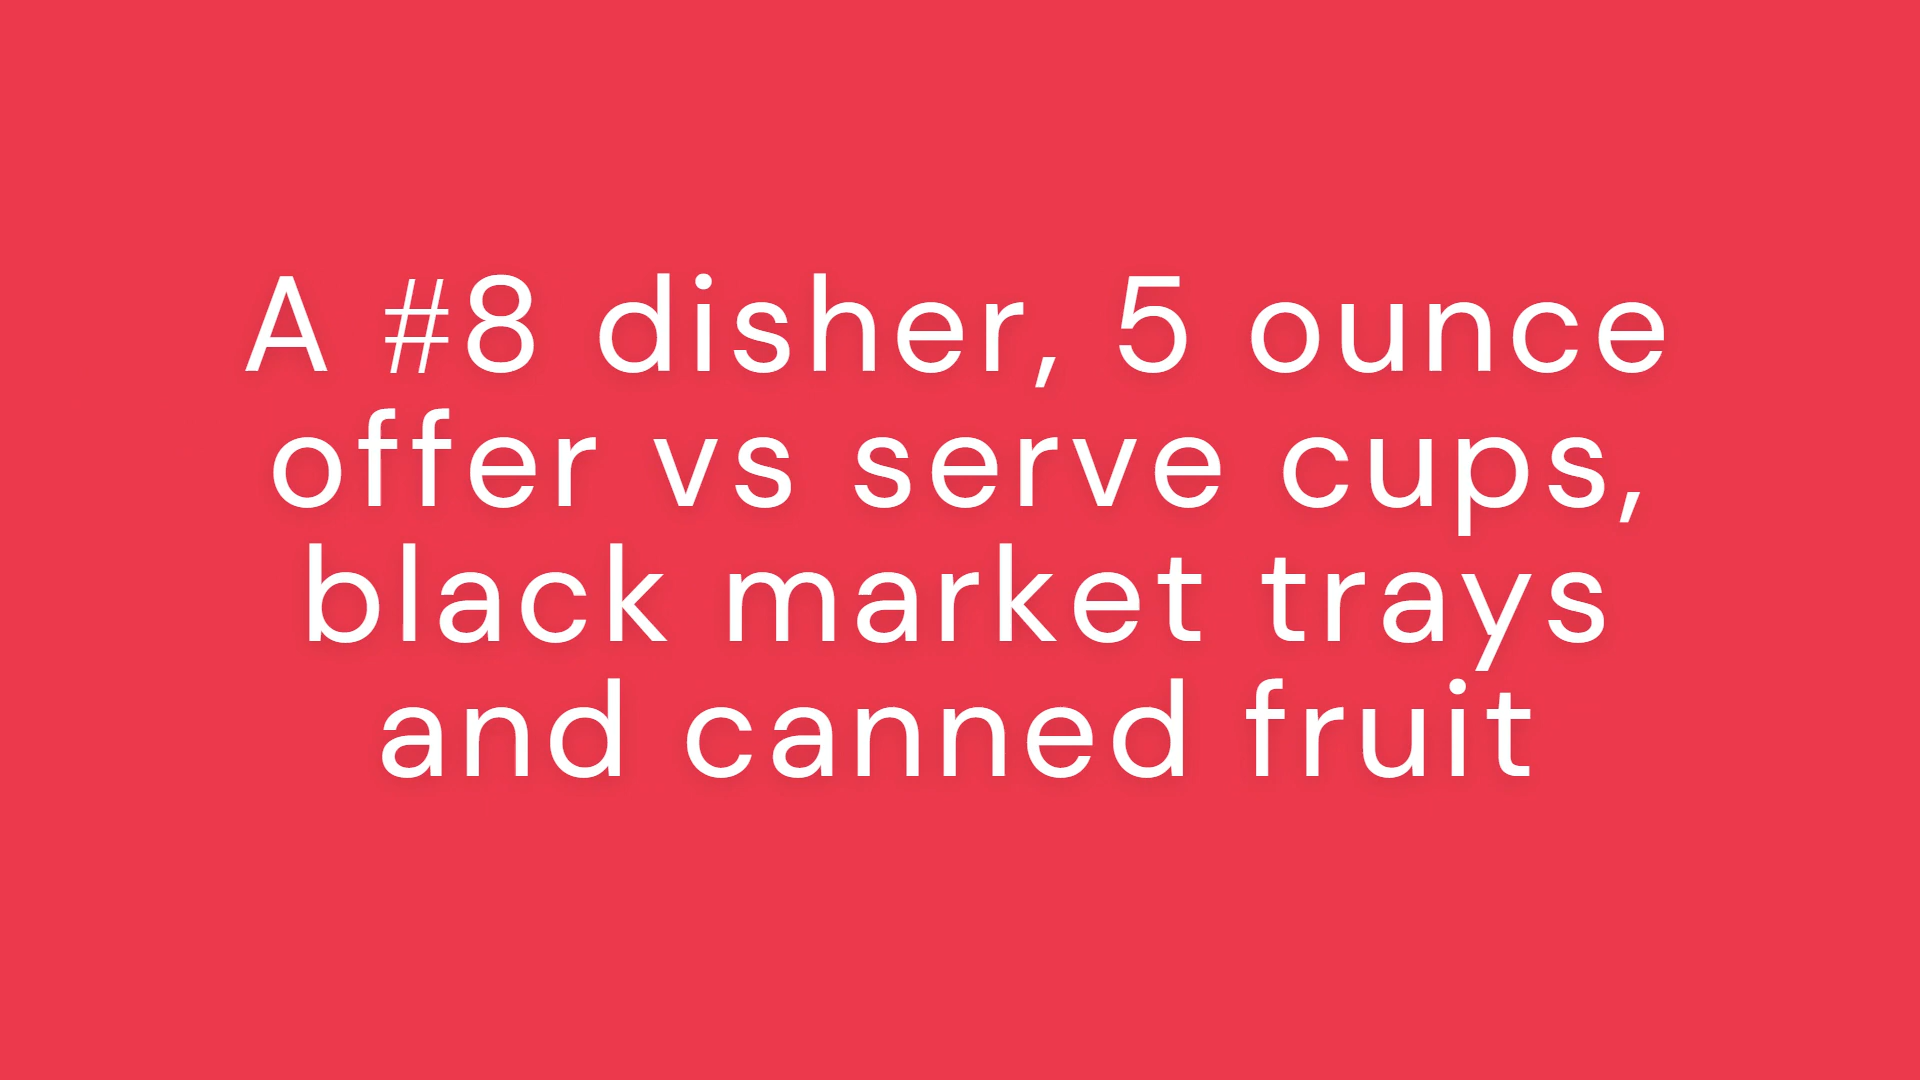 A #8 disher, 5 ounce
offer vs serve cups,
black market trays
and canned fruit